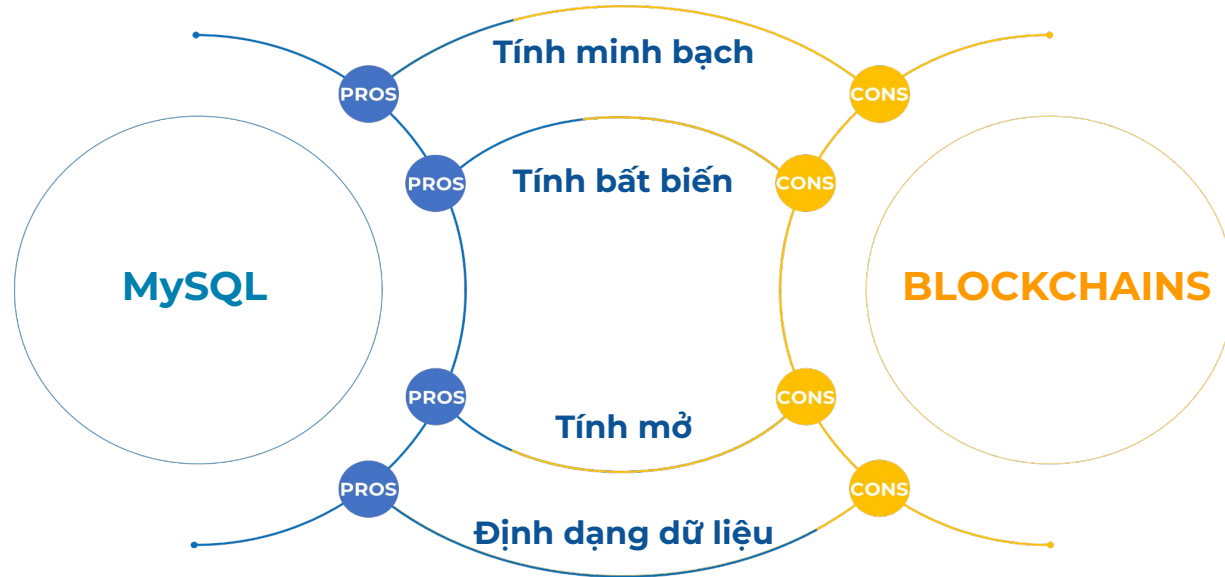 Tính minh bạch
PROS
CONS
PROS
Tính bất biến
CONS
MySQL
BLOCKCHAINS
PROS
CONS
Tính mở
PROS
CONS
Định dạng dữ liệu